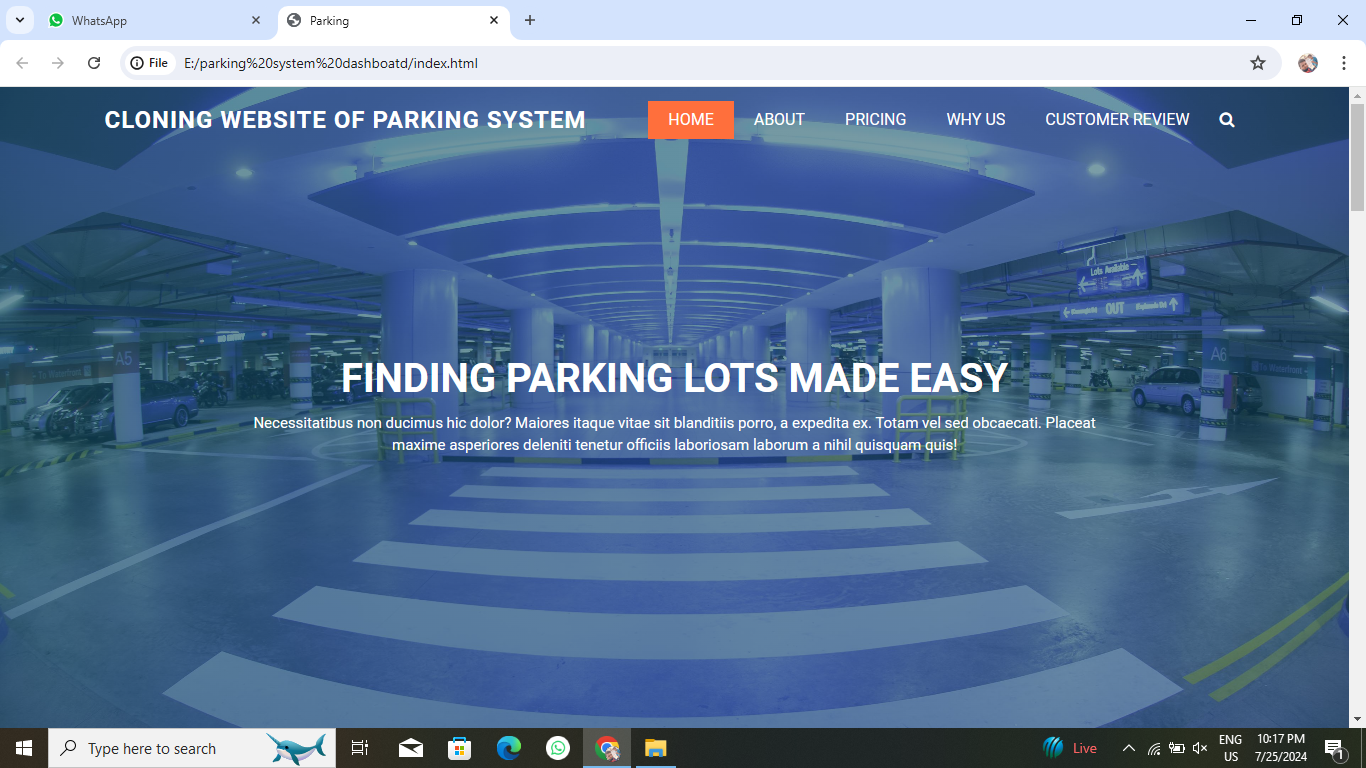 WhatsApp
Parking
File
E:/parking%20system%20dashboatd/index.html
CLONING WEBSITE OF PARKING SYSTEM
HOME
ABOUT
PRICING
WHY US
CUSTOMER REVIEW
Lots Available
OUT
A5
A6
FINDING PARKING LOTS MADE EASY
Necessitatibus non ducimus hic dolor? Maiores itaque vitae sit blanditiis porro, a expedita ex. Totam vel sed obcaecati. Placeat
maxime asperiores deleniti tenetur officiis laboriosam laborum a nihil quisquam quis!
Type here to search
Live
ENG
US
10:17 PM
7/25/2024
1